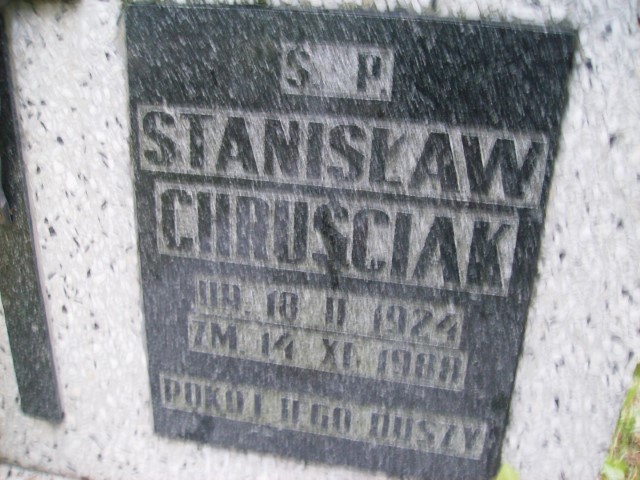 S. P.
STANISŁAW
CHRUŚCIAK
UR. 18 II 1924
ZM. 14 XI. 1988
POKÓJ JEGO DUSZY